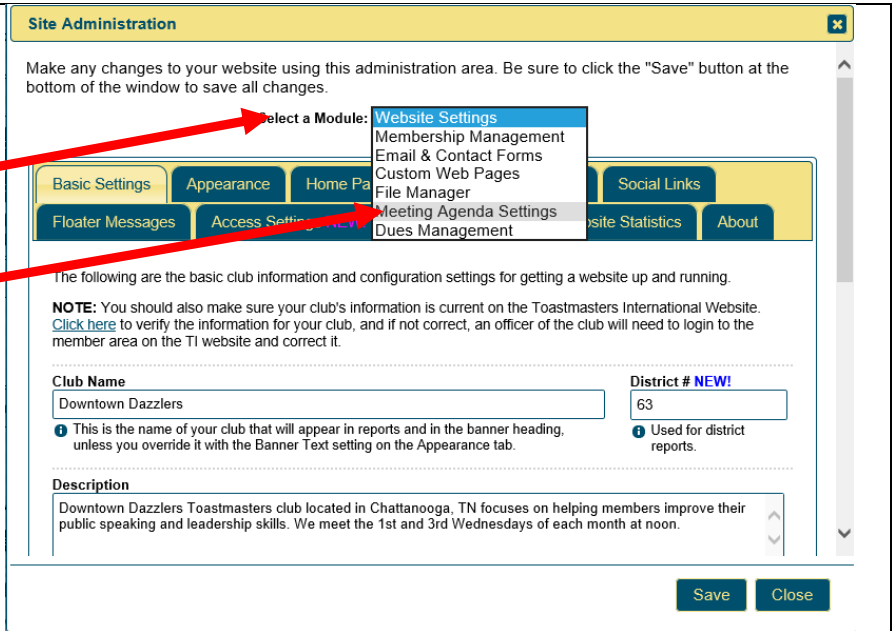 Site Administration
Make any changes to your website using this administration area. Be sure to click the "Save" button at the
bottom of the window to save all changes.
Select a Module: Website Settings
Membership Management
Email & Contact Forms
Custom Web Pages
File Manager
Meeting Agenda Settings
Dues Management
Basic Settings Appearance Home Pa Social Links
Floater Messages Access Settings NEW! site Statistics About
The following are the basic club information and configuration settings for getting a website up and running.
NOTE: You should also make sure your club's information is current on the Toastmasters International Website.
Click here to verify the information for your club, and if not correct, an officer of the club will need to login to the
member area on the TI website and correct it.
Club Name District # NEW!
Downtown Dazzlers 63
This is the name of your club that will appear in reports and in the banner heading, Used for district
unless you override it with the Banner Text setting on the Appearance tab. reports.
Description
Downtown Dazzlers Toastmasters club located in Chattanooga, TN focuses on helping members improve their
public speaking and leadership skills. We meet the 1st and 3rd Wednesdays of each month at noon.
Save Close